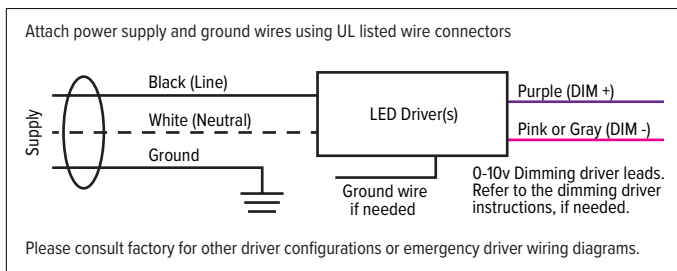 Attach power supply and ground wires using UL listed wire connectors
Supply
Black (Line)
White (Neutral)
Ground
LED Driver(s)
Ground wire
if needed
Purple (DIM +)
Pink or Gray (DIM -)
0-10v Dimming driver leads.
Refer to the dimming driver
instructions, if needed.
Please consult factory for other driver configurations or emergency driver wiring diagrams.